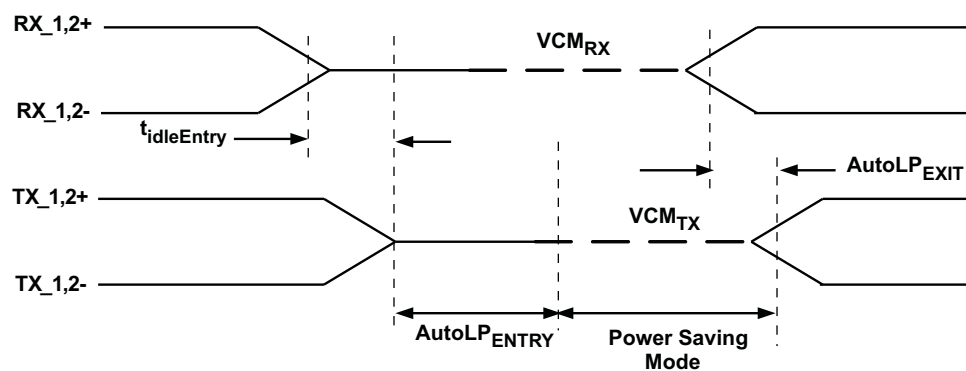 RX_1,2+
VCM_RX
RX_1,2-
t_idleEntry
AutoLP_EXIT
TX_1,2+
VCM_TX
TX_1,2-
AutoLP_ENTRY
Power Saving
Mode